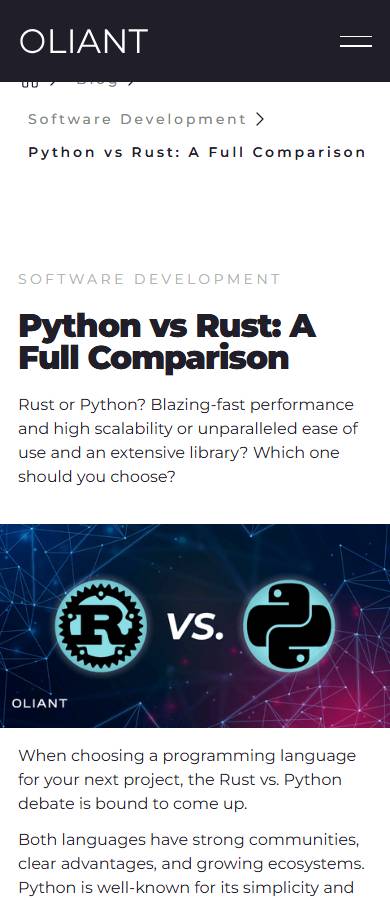 OLIANT
Blog
Software Development
Python vs Rust: A Full Comparison
SOFTWARE DEVELOPMENT
Python vs Rust: A
Full Comparison
Rust or Python? Blazing-fast performance
and high scalability or unparalleled ease of
use and an extensive library? Which one
should you choose?
R
VS.
OLIANT
When choosing a programming language
for your next project, the Rust vs. Python
debate is bound to come up.
Both languages have strong communities,
clear advantages, and growing ecosystems.
Python is well-known for its simplicity and